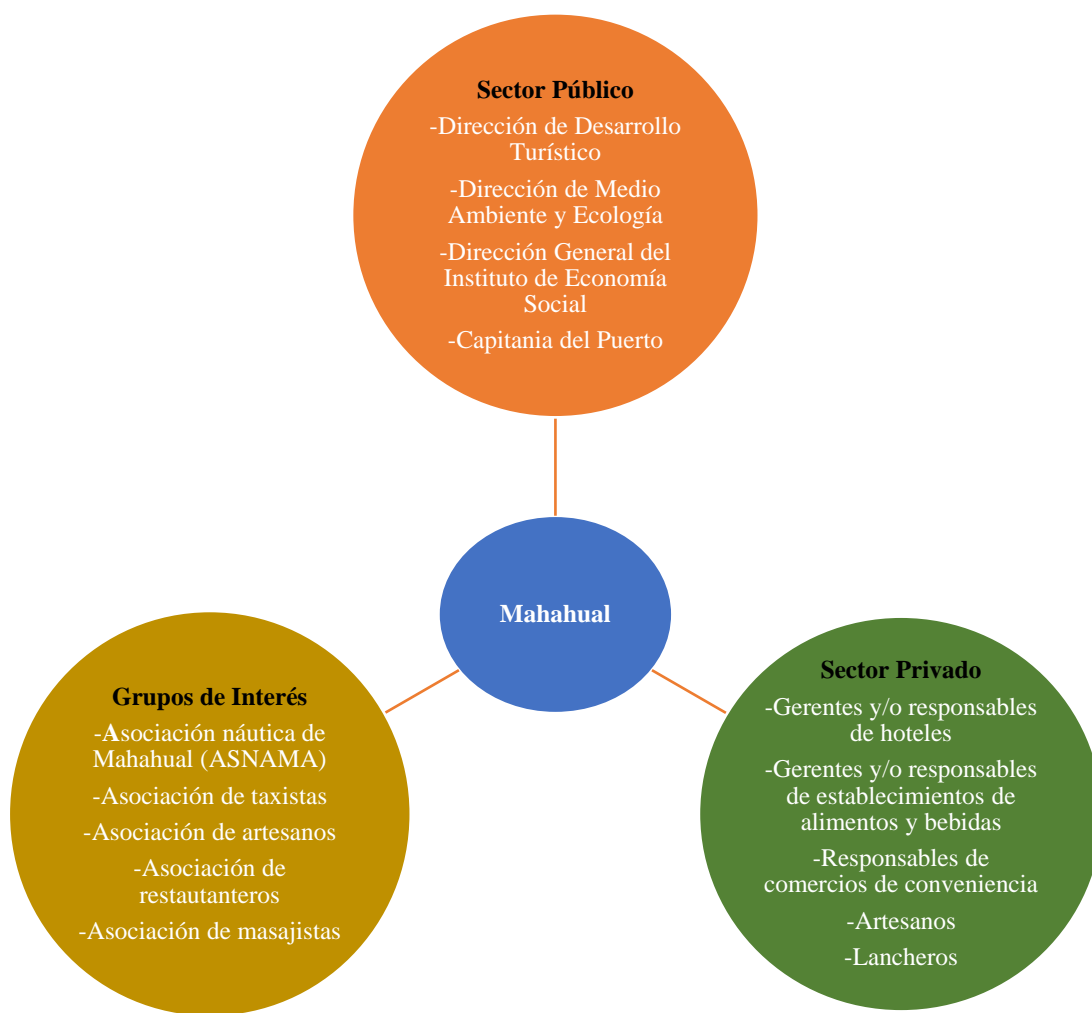 Sector Público
-Dirección de Desarrollo
Turístico
-Dirección de Medio
Ambiente y Ecología
-Dirección General del
Instituto de Economía
Social
-Capitania del Puerto
Mahahual
Grupos de Interés
-Asociación náutica de
Mahahual (ASNAMA)
-Asociación de taxistas
-Asociación de artesanos
-Asociación de
restautanteros
-Asociación de masajistas
Sector Privado
-Gerentes y/o responsables
de hoteles
-Gerentes y/o responsables
de establecimientos de
alimentos y bebidas
-Responsables de
comercios de conveniencia
-Artesanos
-Lancheros